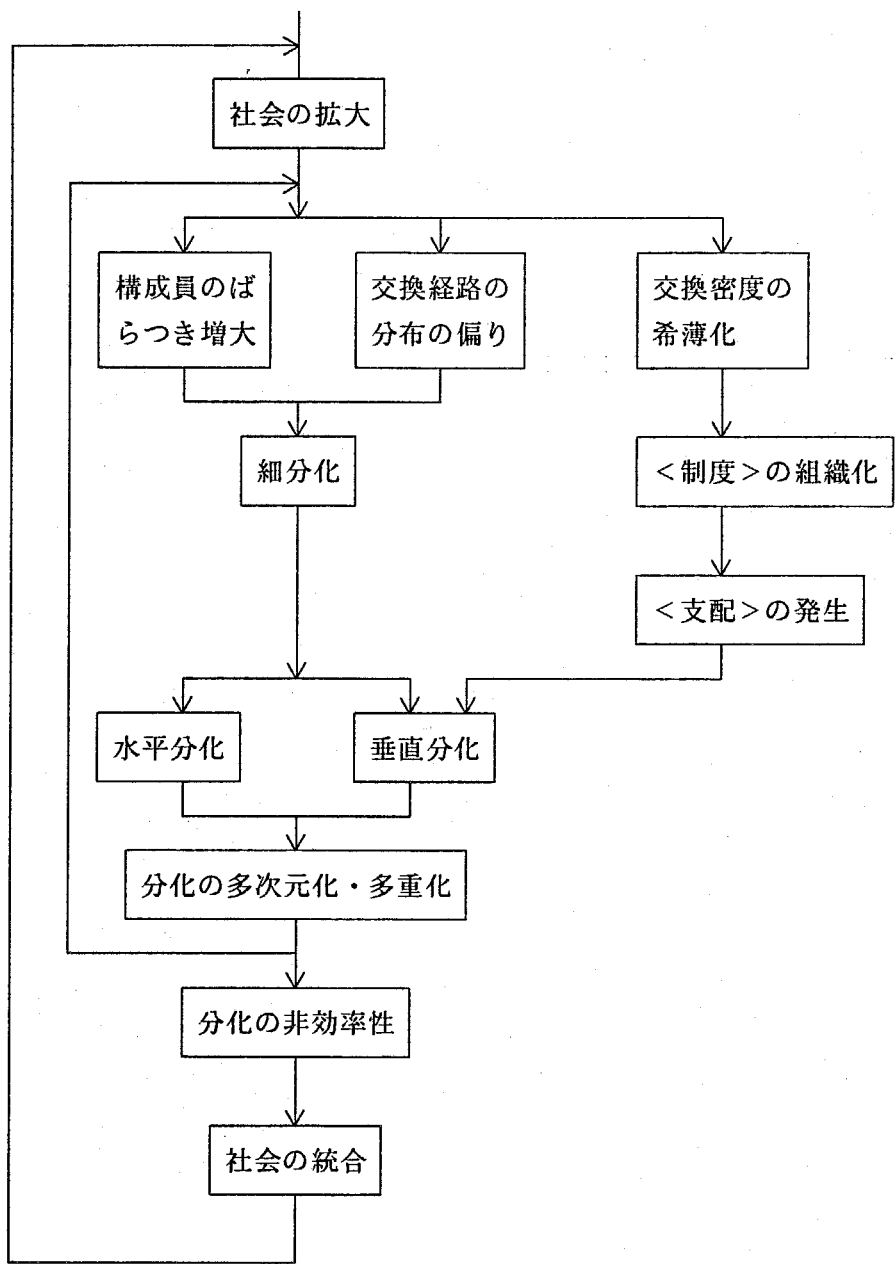 社会の拡大
構成員のば
らつき増大
交換経路の
分布の偏り
交換密度の
希薄化
細分化
＜制度＞の組織化
＜支配＞の発生
水平分化
垂直分化
分化の多次元化・多重化
分化の非効率性
社会の統合